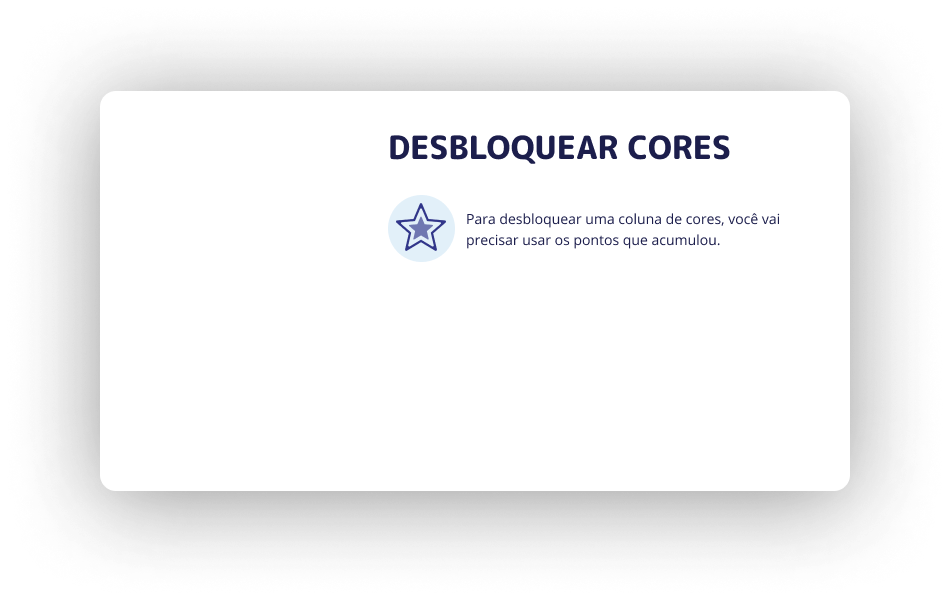 DESBLOQUEAR CORES
Para desbloquear uma coluna de cores, você vai
precisar usar os pontos que acumulou.